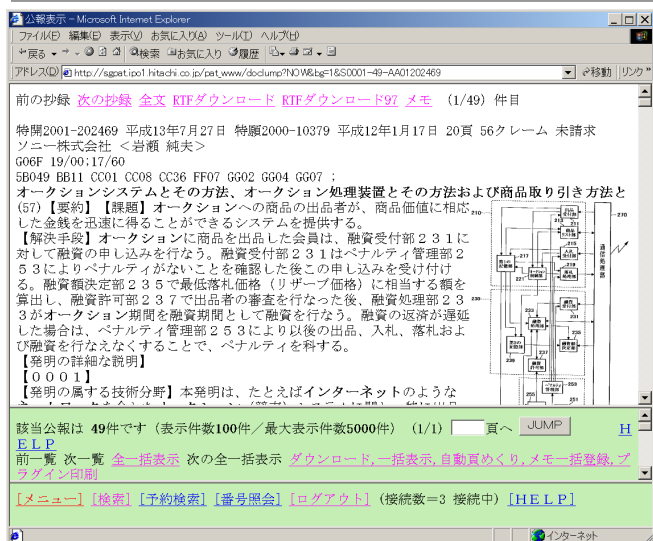 公報表示 - Microsoft Internet Explorer
ファイル(F) 編集(E) 表示(V) お気に入り(A) ツール(T) ヘルプ(H)
戻る 検索 お気に入り 履歴
アドレス(D) http://sgpat.ipo1.hitachi.co.jp/pat_www/doclump?NOW&bg=1&S0001-49-AA01202469 移動 リンク »
前の抄録 次の抄録 全文 RTFダウンロード RTFダウンロード97 メモ (1/49) 件目
特開2001-202469 平成13年7月27日 特願2000-10379 平成12年1月17日 20頁 56クレーム 未請求
ソニー株式会社 <岩瀬 純夫>
G06F 19/00;17/60
5B049 BB11 CC01 CC08 CC36 FF07 GG02 GG04 GG07 ;
オークションシステムとその方法、オークション処理装置とその方法および商品取り引き方法と
(57)【要約】【課題】オークションへの商品の出品者が、商品価値に相応
した金銭を迅速に得ることができるシステムを提供する。
【解決手段】オークションに商品を出品した会員は、融資受付部231に
対して融資の申し込みを行なう。融資受付部231はペナルティ管理部2
53によりペナルティがないことを確認した後この申し込みを受け付け
る。融資額決定部235で最低落札価格(リザーブ価格)に相当する額を
算出し、融資許可部237で出品者の審査を行なった後、融資処理部23
3がオークション期間を融資期間として融資を行なう。融資の返済が遅延
した場合は、ペナルティ管理部253により以後の出品、入札、落札およ
び融資を行なえなくすることで、ペナルティを科する。
【発明の詳細な説明】
【0001】
【発明の属する技術分野】本発明は、たとえばインターネットのような
210
270
215
217
221
通信処理部
230
231
233
235
237
251
255
該当公報は 49件です (表示件数100件/最大表示件数5000件) (1/1) 頁へ JUMP H
ELP
前一覧 次一覧 全一括表示 次の全一括表示 ダウンロード,一括表示,自動頁めくり,メモ一括登録,プ
ラグイン印刷
[メニュー] [検索] [予約検索] [番号照会] [ログアウト] (接続数=3 接続中) [HELP]
インターネット